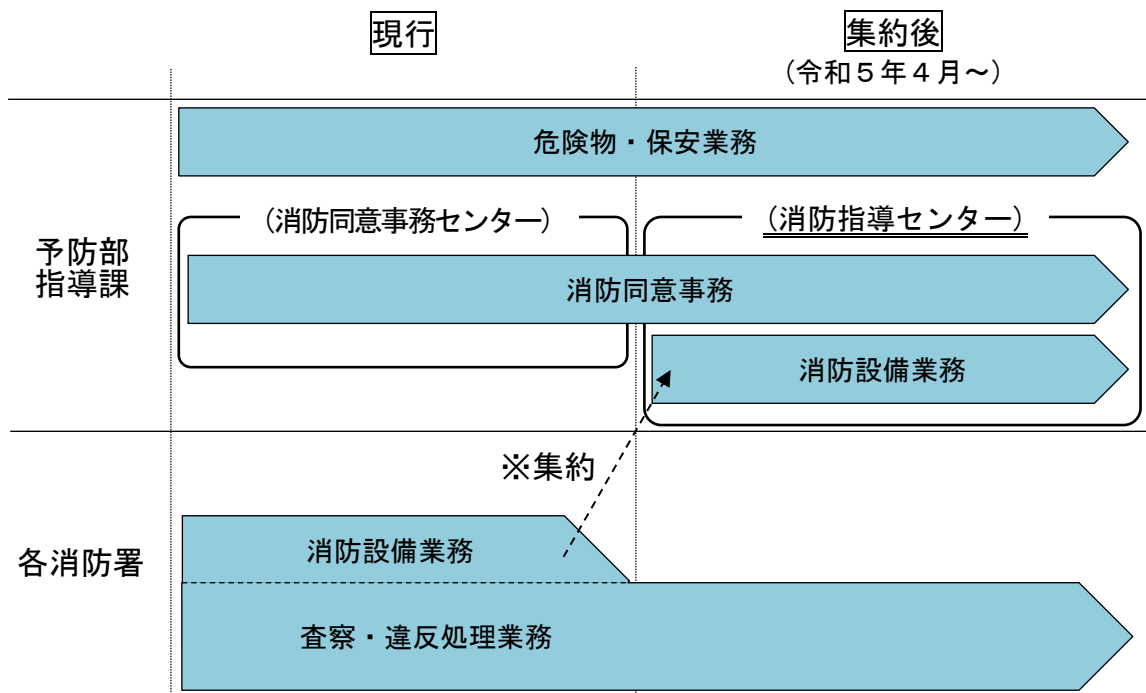 現行
集約後
（令和５年４月～）
危険物・保安業務
（消防同意事務センター）
（消防指導センター）
予防部
指導課
消防同意事務
消防設備業務
※集約
各消防署
消防設備業務
査察・違反処理業務